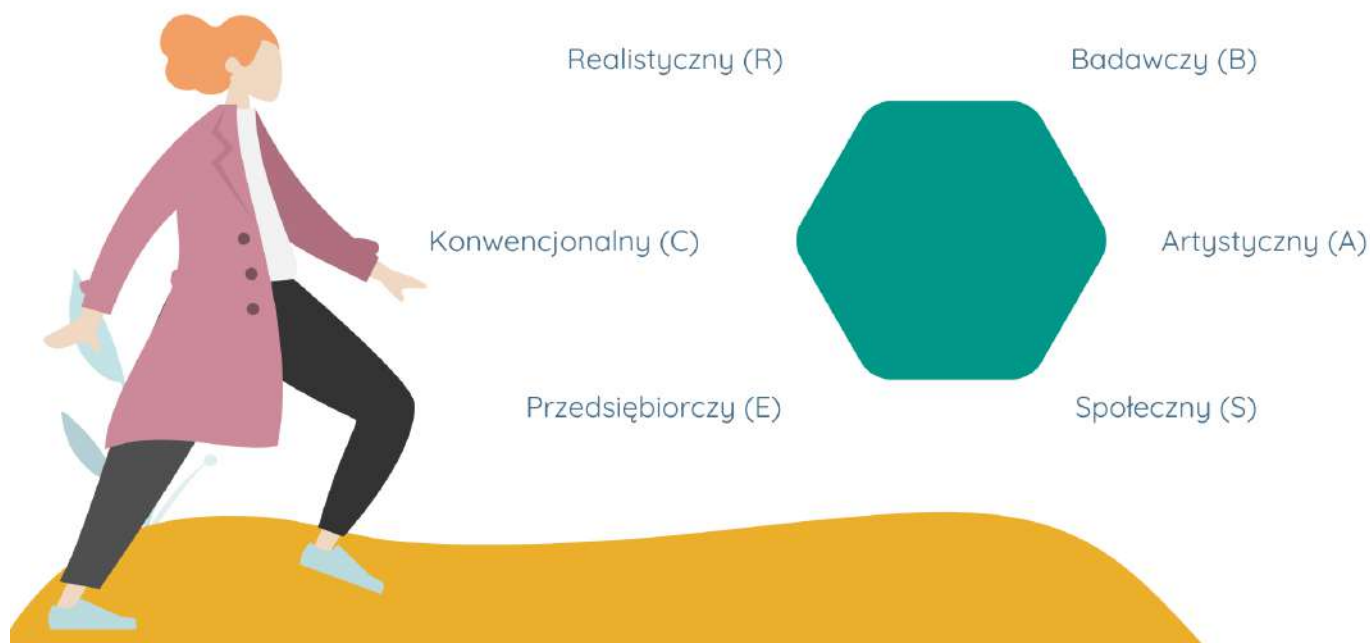 Realistyczny (R)
Badawczy (B)
Konwencjonalny (C)
Artystyczny (A)
Przedsiębiorczy (E)
Społeczny (S)